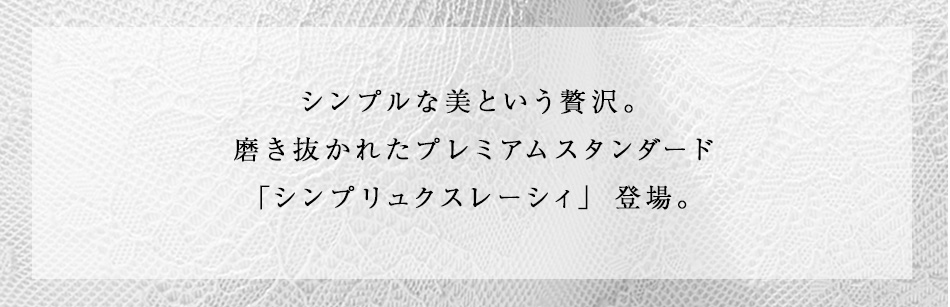 シンプルな美という贅沢。
磨き抜かれたプレミアムスタンダード
「シンプリュクスレーシィ」 登場。